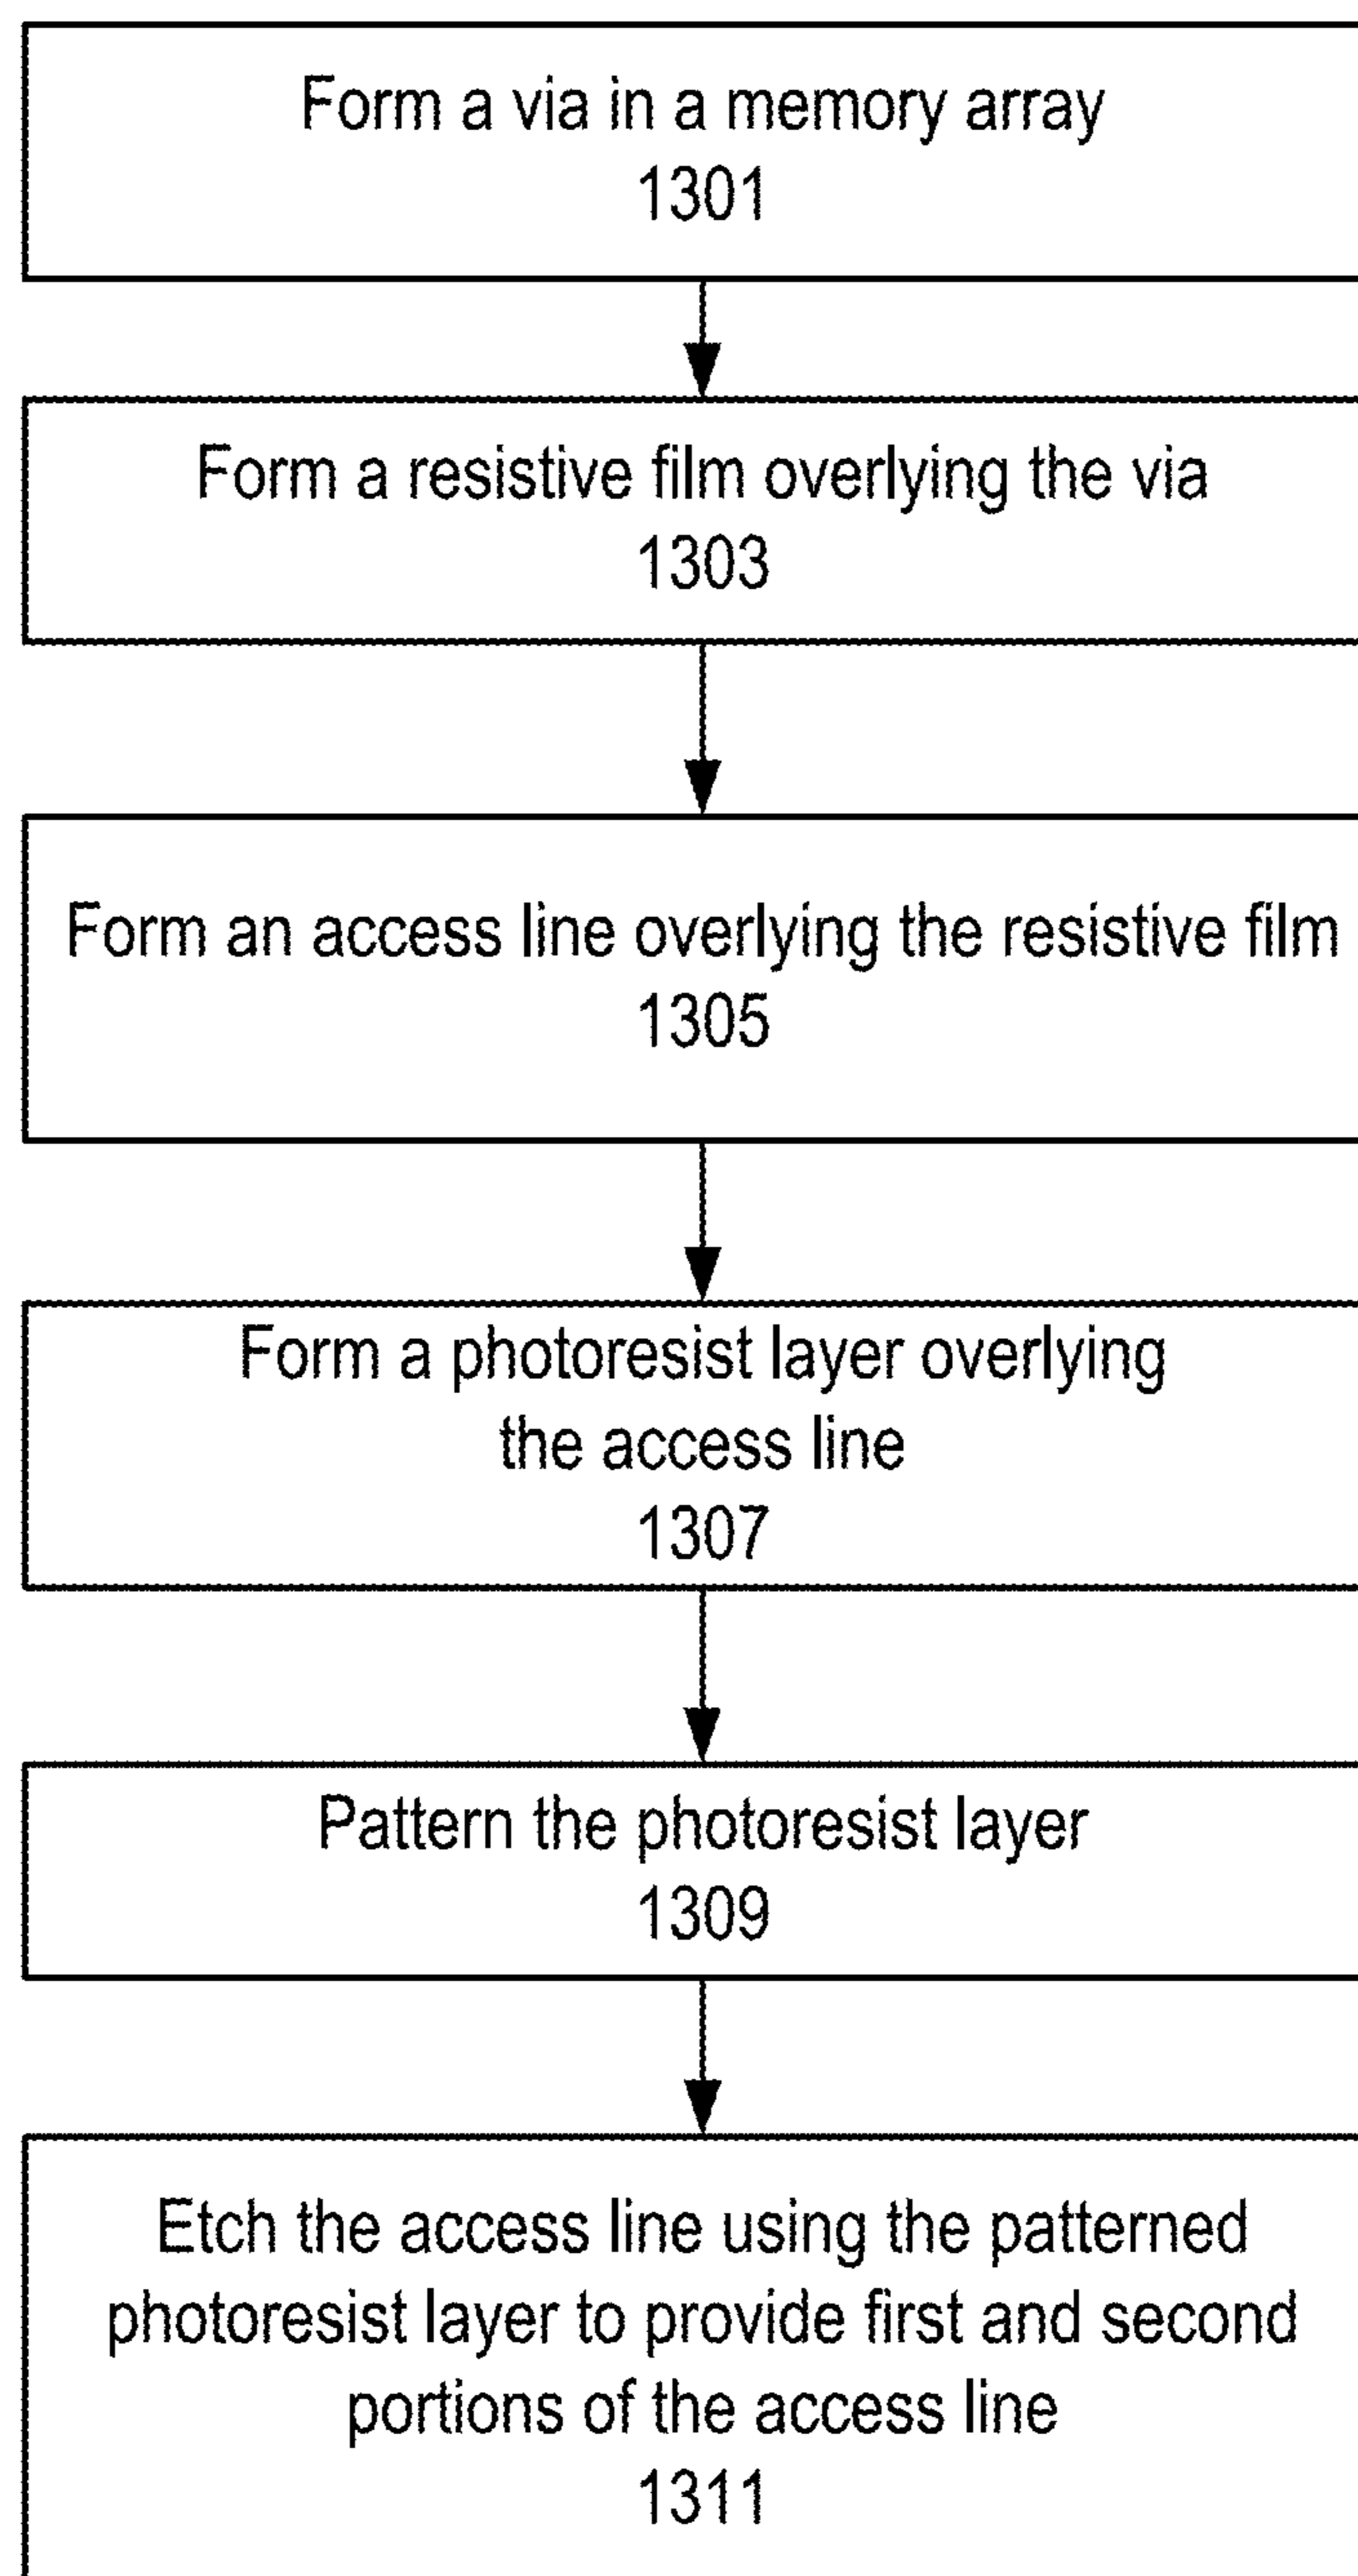 Form a via in a memory array
1301
Form a resistive film overlying the via
1303
Form an access line overlying the resistive film
1305
Form a photoresist layer overlying
the access line
1307
Pattern the photoresist layer
1309
Etch the access line using the patterned
photoresist layer to provide first and second
portions of the access line
1311